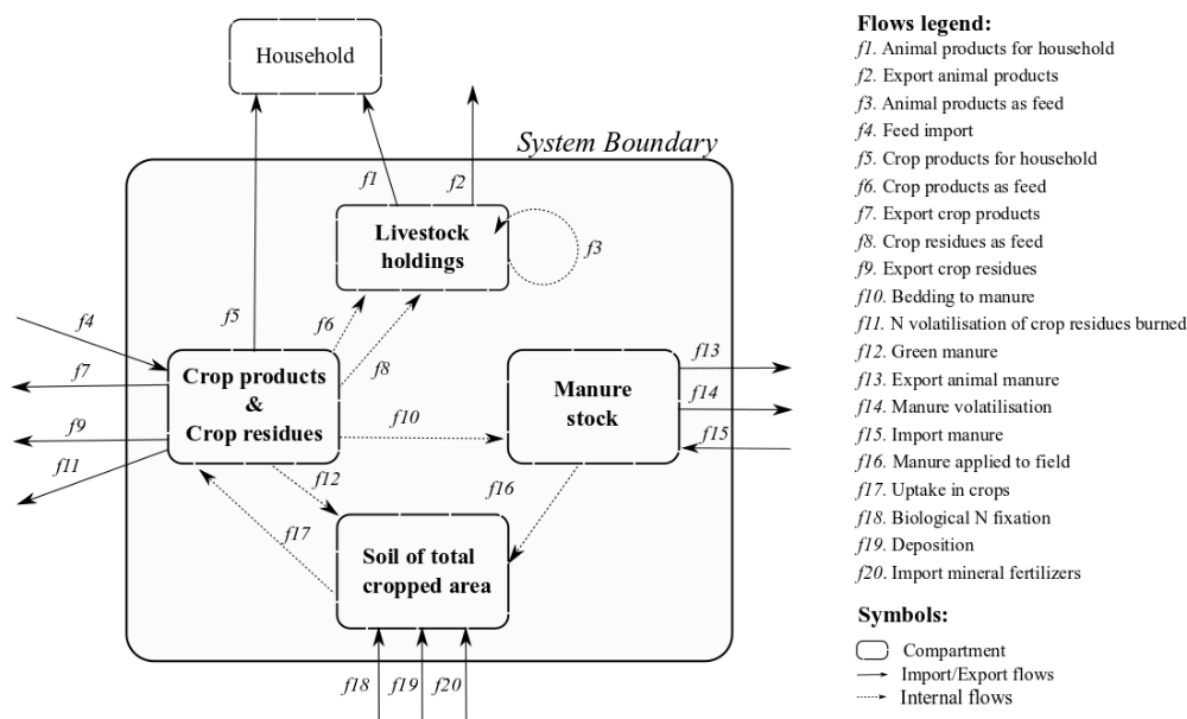 Household
System Boundary
f1
f2
Livestock
holdings
f3
f4
f5
f6
f7
f8
Crop products
&
Crop residues
f9
f10
f11
f12
Manure
stock
f13
f14
f15
f16
f17
Soil of total
cropped area
f18
f19
f20
Flows legend:
f1. Animal products for household
f2. Export animal products
f3. Animal products as feed
f4. Feed import
f5. Crop products for household
f6. Crop products as feed
f7. Export crop products
f8. Crop residues as feed
f9. Export crop residues
f10. Bedding to manure
f11. N volatilisation of crop residues burned
f12. Green manure
f13. Export animal manure
f14. Manure volatilisation
f15. Import manure
f16. Manure applied to field
f17. Uptake in crops
f18. Biological N fixation
f19. Deposition
f20. Import mineral fertilizers
Symbols:
Compartment
Import/Export flows
Internal flows